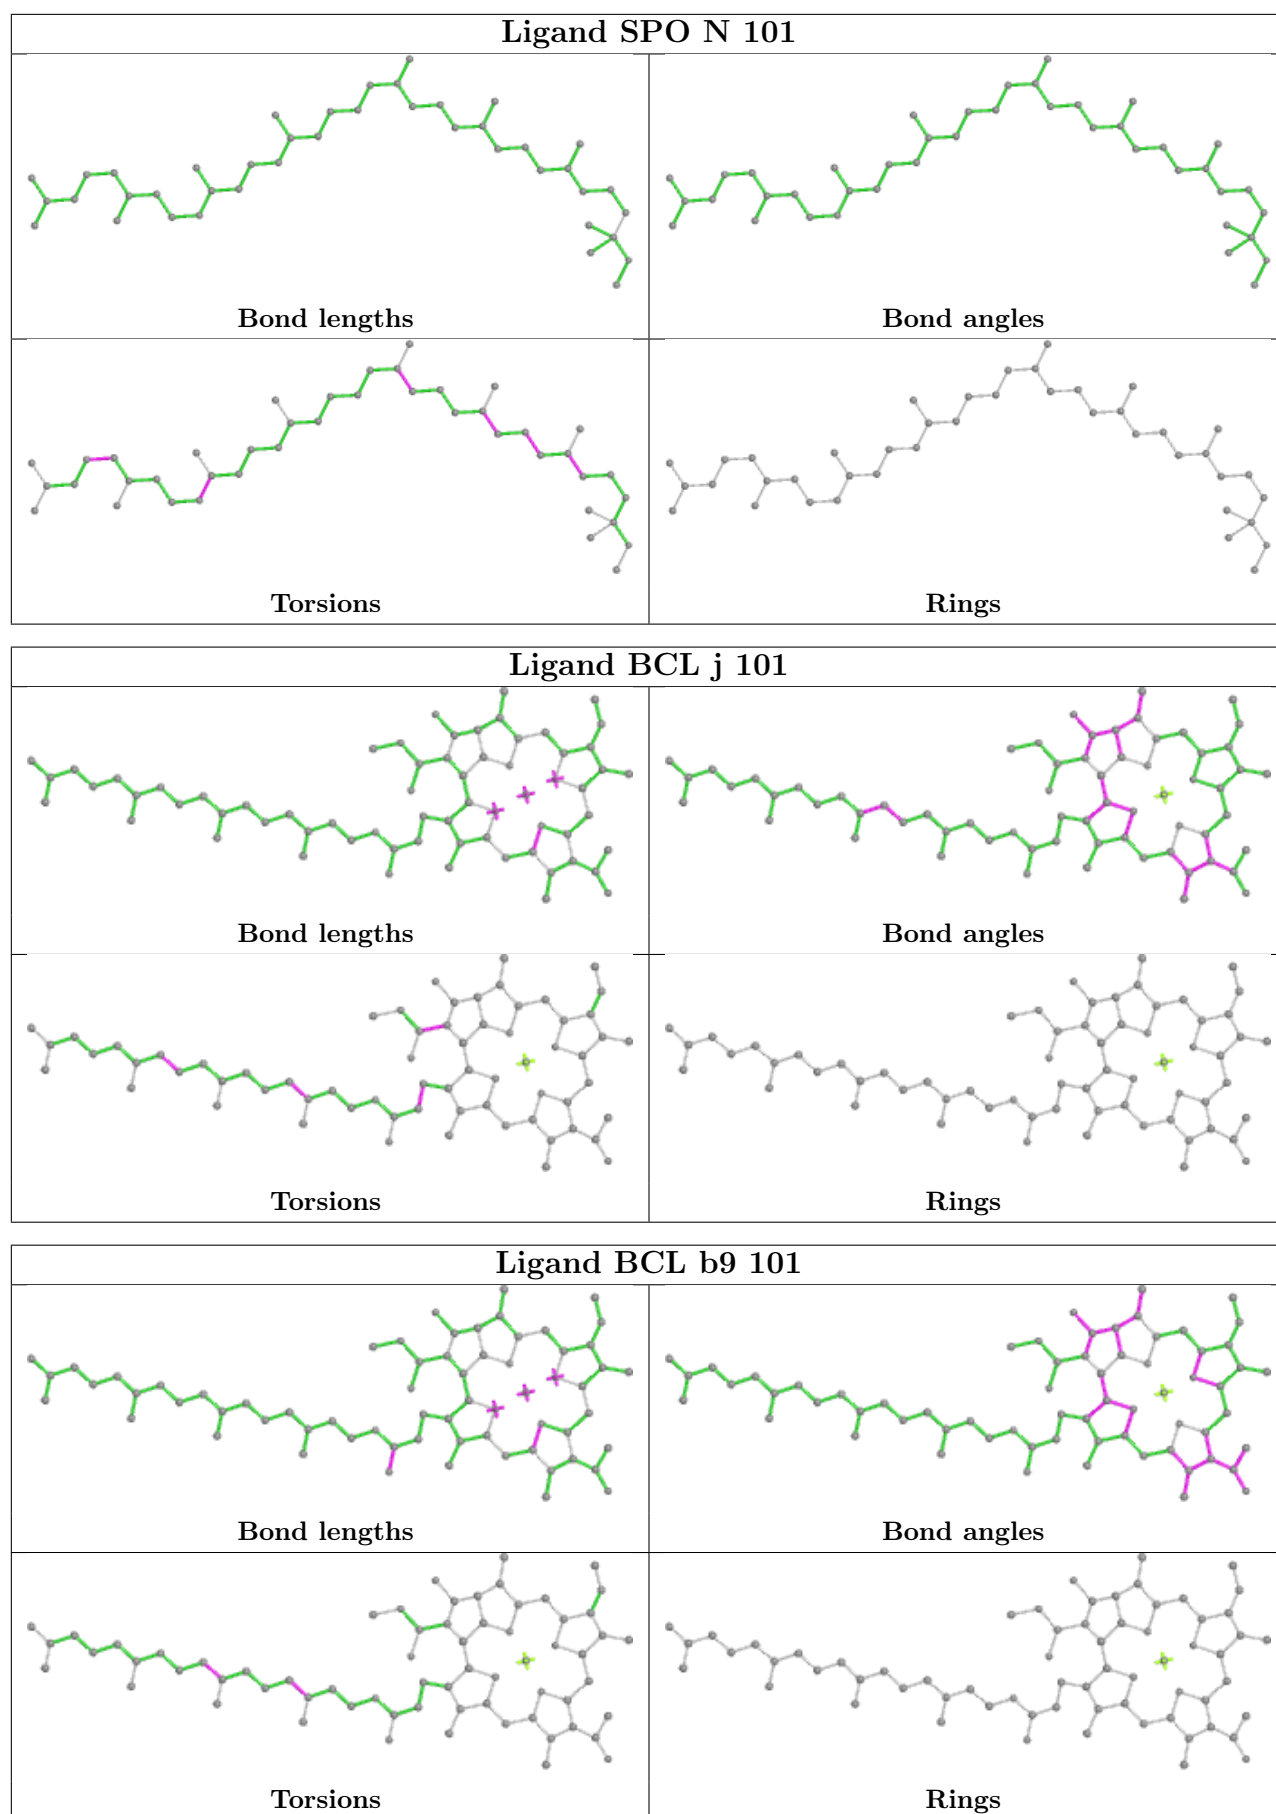 Ligand SPO N 101
Bond lengths
Bond angles
Torsions
Rings
Ligand BCL j 101
Bond lengths
Bond angles
Torsions
Rings
Ligand BCL b9 101
Bond lengths
Bond angles
Torsions
Rings